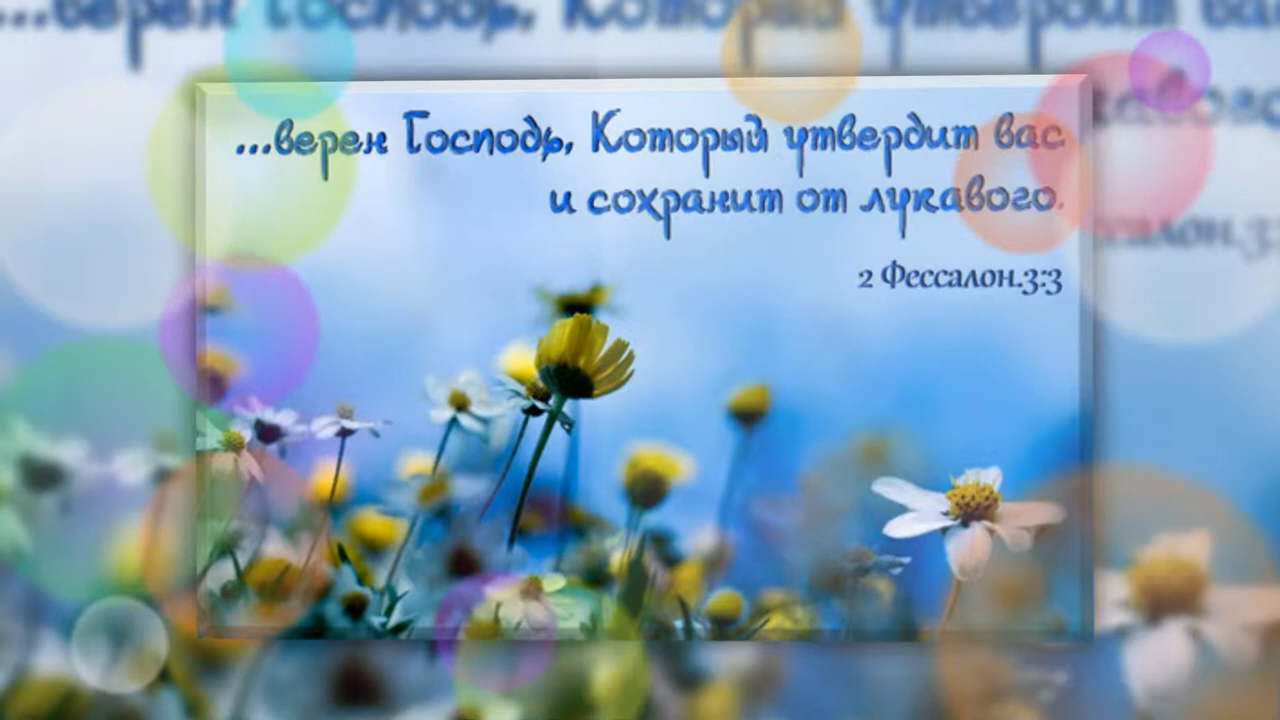 ...верен Господь, Который утвердит вас
и сохранит от лукавого.
2 Фессалон.3:3